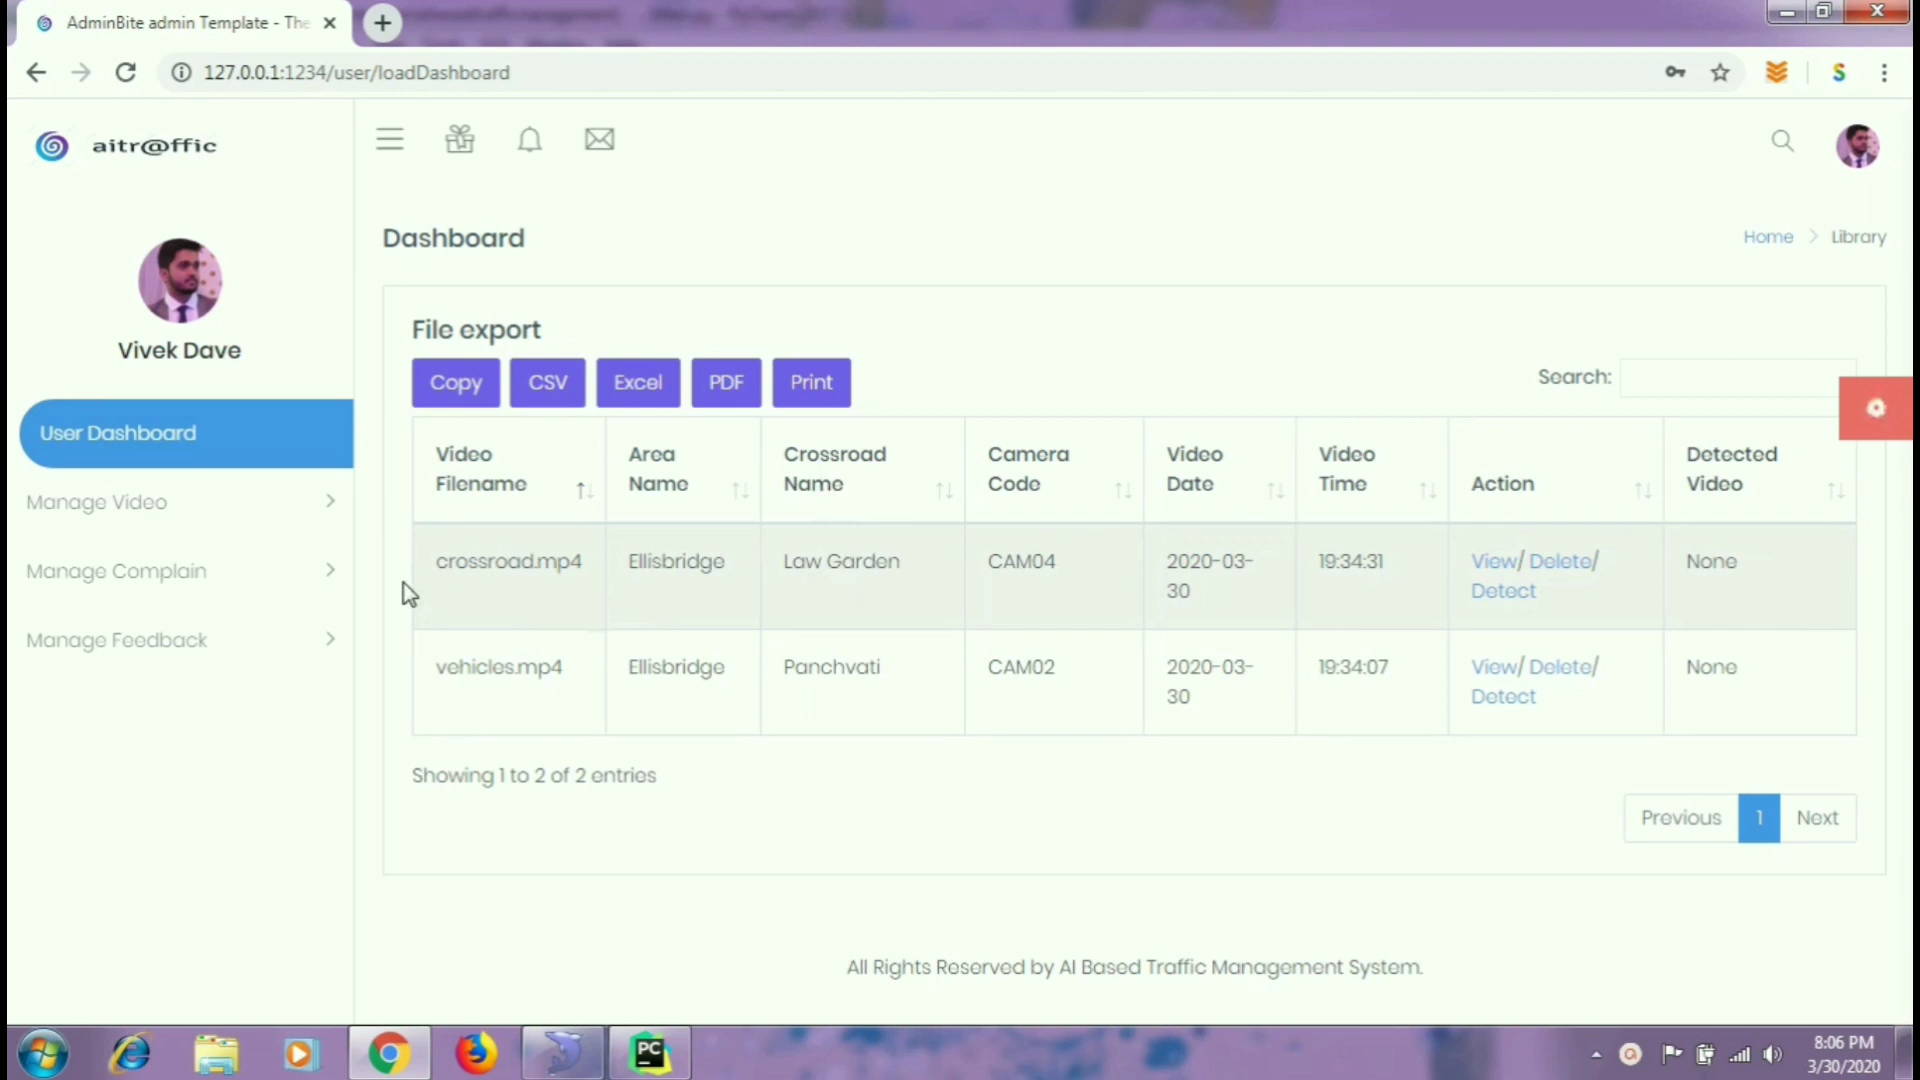 AdminBite admin Template - The
127.0.0.1:1234/user/loadDashboard
S
aitr@ffic
Dashboard
Home > Library
Vivek Dave
File export
Copy CSV Excel PDF Print
Search:
User Dashboard
Manage Video
Manage Complain
Manage Feedback
Video Filename Area Name Crossroad Name Camera Code Video Date Video Time Action Detected Video
crossroad.mp4 Ellisbridge Law Garden CAM04 2020-03-30 19:34:31 View/ Delete/ Detect None
vehicles.mp4 Ellisbridge Panchvati CAM02 2020-03-30 19:34:07 View/ Delete/ Detect None
Showing 1 to 2 of 2 entries
Previous 1 Next
All Rights Reserved by AI Based Traffic Management System.
PC
8:06 PM
3/30/2020